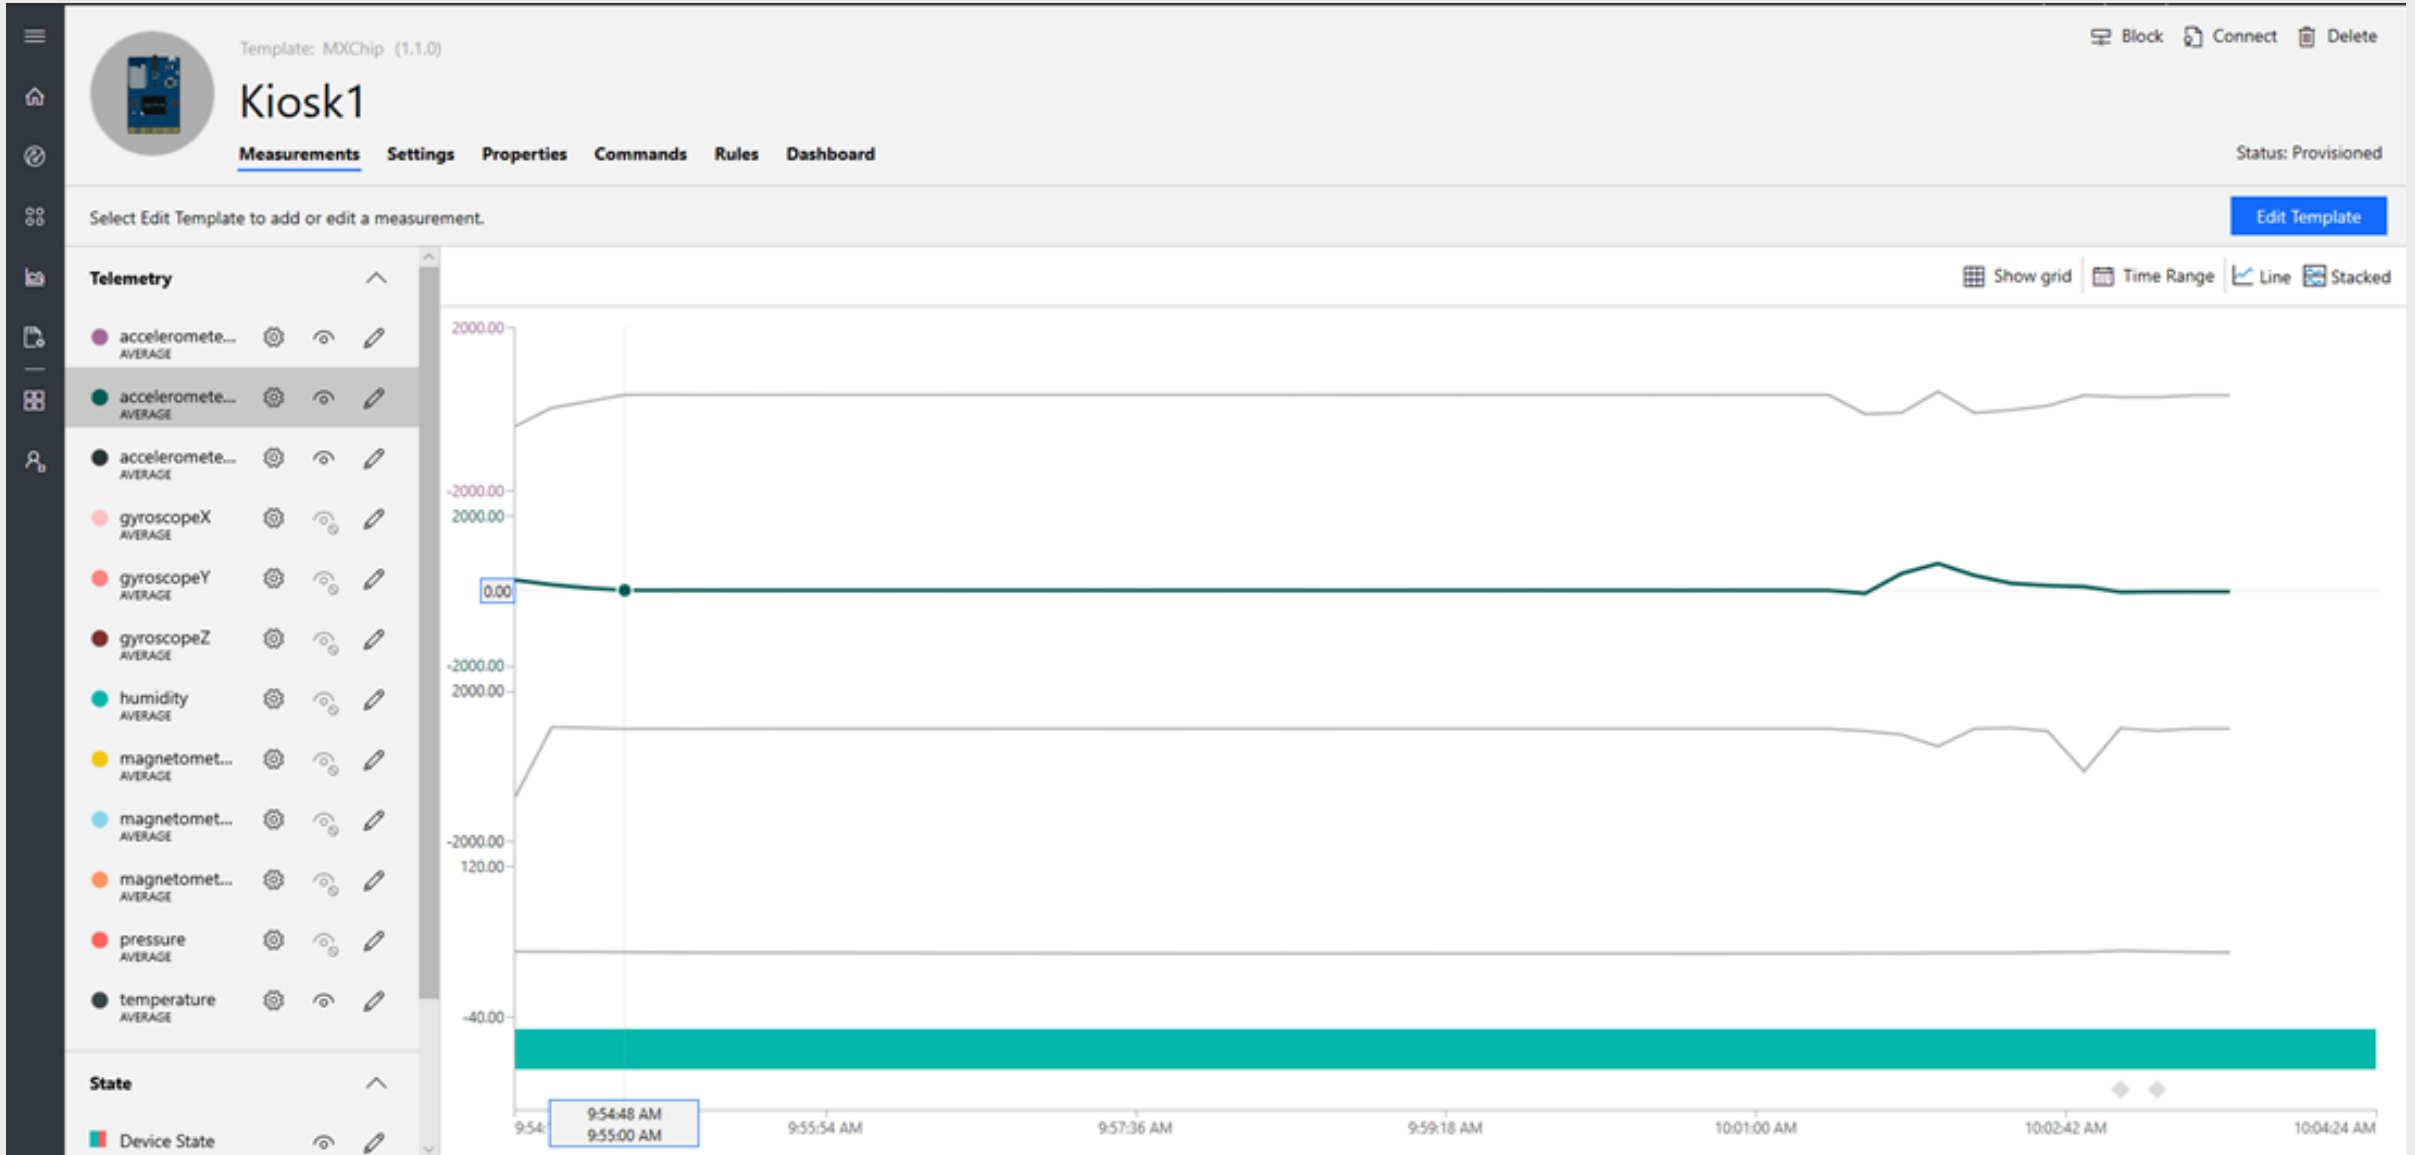 Template: MXChip (1.1.0)
Block Connect Delete
Kiosk1
Measurements Settings Properties Commands Rules Dashboard
Status: Provisioned
Select Edit Template to add or edit a measurement.
Edit Template
Telemetry
Show grid Time Range Line Stacked
acceleromete...
AVERAGE
acceleromete...
AVERAGE
acceleromete...
AVERAGE
gyroscopeX
AVERAGE
gyroscopeY
AVERAGE
gyroscopeZ
AVERAGE
humidity
AVERAGE
magnetomet...
AVERAGE
magnetomet...
AVERAGE
magnetomet...
AVERAGE
pressure
AVERAGE
temperature
AVERAGE
State
Device State
2000.00
-2000.00
2000.00
0.00
-2000.00
2000.00
-2000.00
120.00
-40.00
9:54:
9:54:48 AM
9:55:00 AM
9:55:54 AM
9:57:36 AM
9:59:18 AM
10:01:00 AM
10:02:42 AM
10:04:24 AM